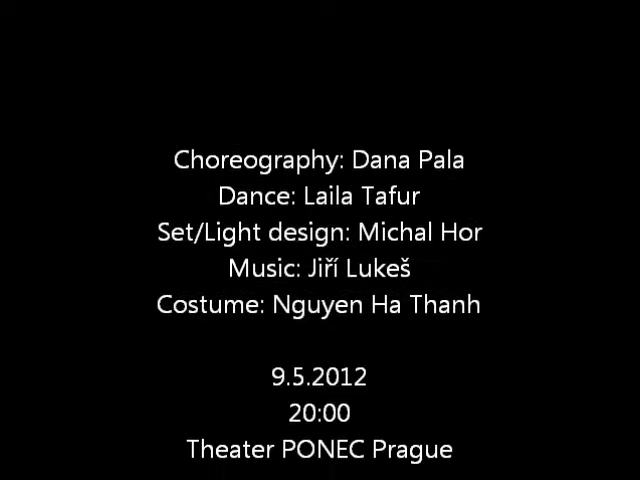 Choreography: Dana Pala
Dance: Laila Tafur
Set/Light design: Michal Hor
Music: Jiří Lukeš
Costume: Nguyen Ha Thanh
9.5.2012
20:00
Theater PONEC Prague